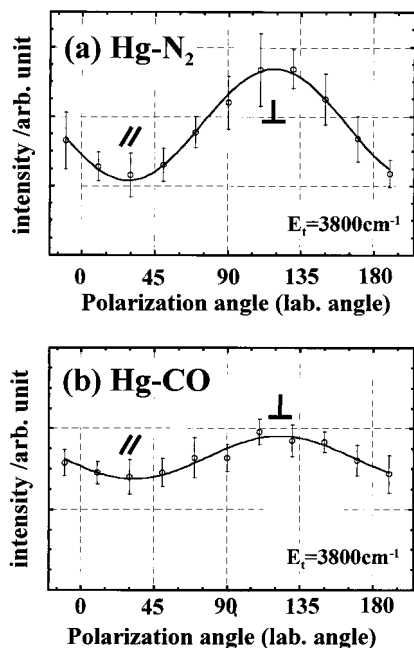 (a) Hg-N₂
//
⊥
Eₜ=3800cm⁻¹
intensity /arb. unit
0 45 90 135 180
Polarization angle (lab. angle)
(b) Hg-CO
//
⊥
Eₜ=3800cm⁻¹
intensity /arb. unit
0 45 90 135 180
Polarization angle (lab. angle)